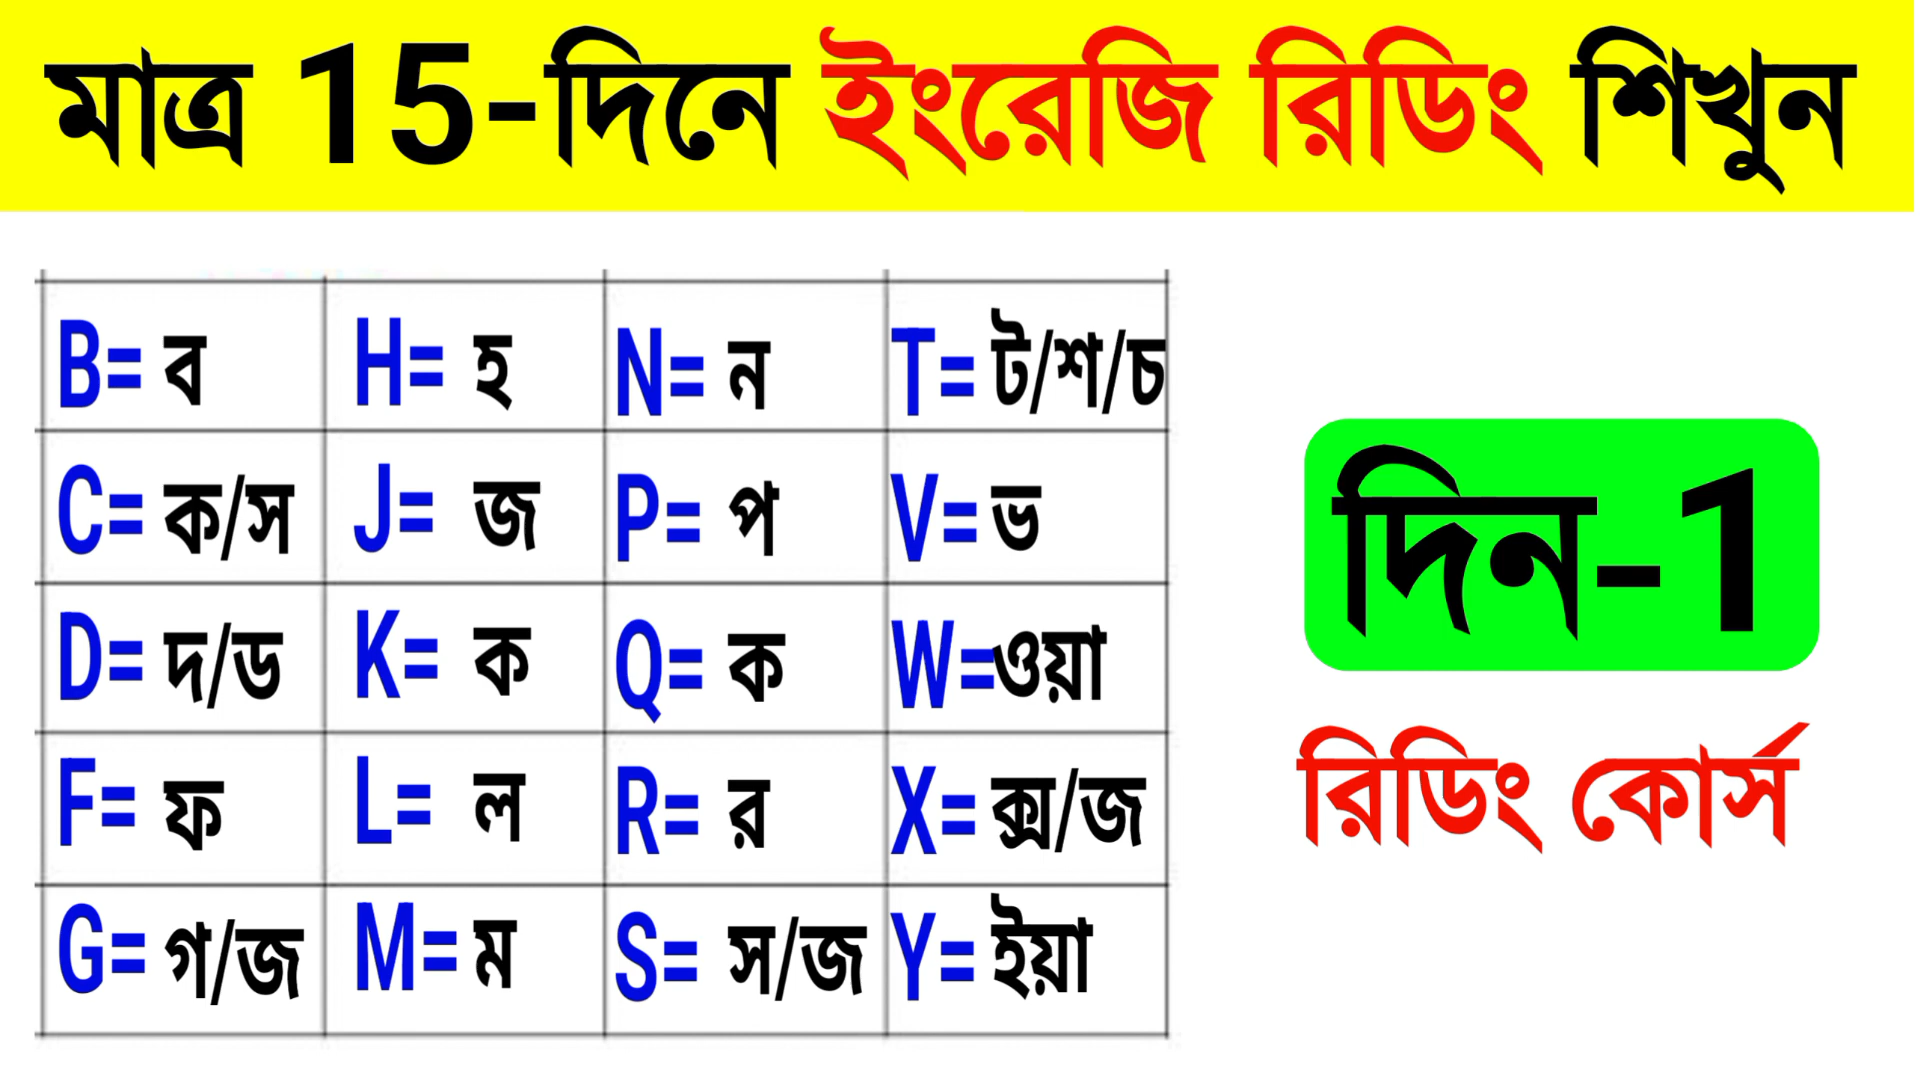 মাত্র 15-দিনে ইংরেজি রিডিং শিখুন
B= ব H= হ N= ন T= ট/শ/চ
C= ক/স J= জ P= প V= ভ
D= দ/ড K= ক Q= ক W=ওয়া
F= ফ L= ল R= র X= ক্স/জ
G= গ/জ M= ম S= স/জ Y= ইয়া
দিন-1
রিডিং কোর্স